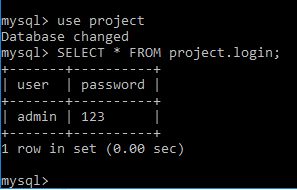 mysql> use project
Database changed
mysql> SELECT * FROM project.login;
+-------+----------+
| user  | password |
+-------+----------+
| admin | 123      |
+-------+----------+
1 row in set (0.00 sec)
mysql>